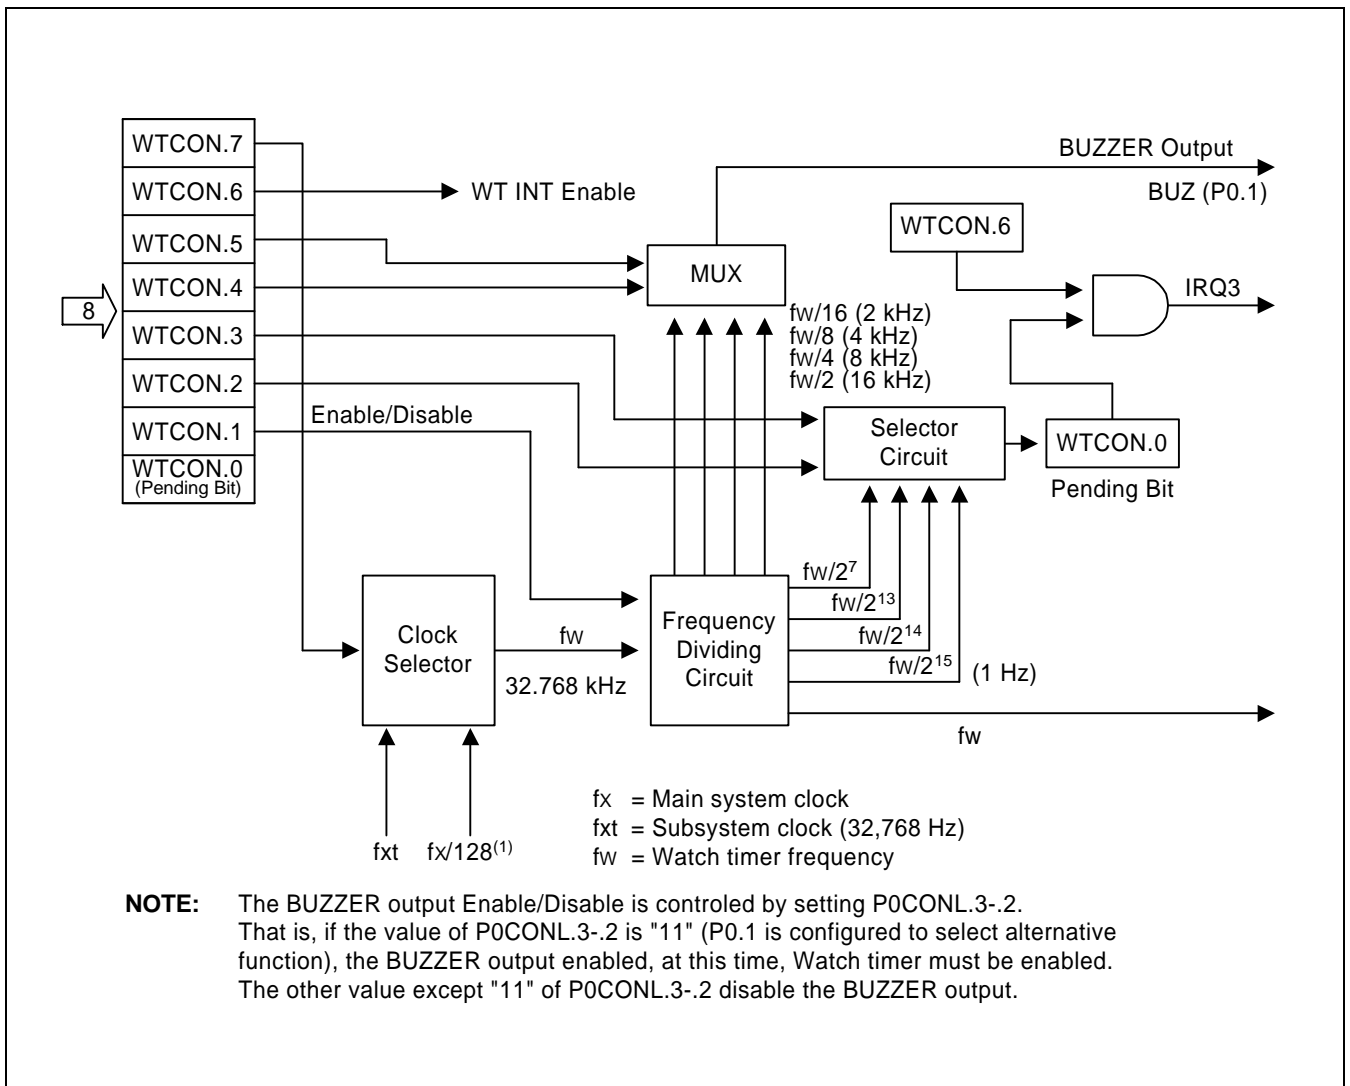 WTCON.7
WTCON.6
WTCON.5
WTCON.4
WTCON.3
WTCON.2
WTCON.1
WTCON.0
(Pending Bit)
8
WT INT Enable
Enable/Disable
MUX
BUZZER Output
BUZ (P0.1)
WTCON.6
IRQ3
fw/16 (2 kHz)
fw/8 (4 kHz)
fw/4 (8 kHz)
fw/2 (16 kHz)
Selector
Circuit
WTCON.0
Pending Bit
Clock
Selector
fw
32.768 kHz
Frequency
Dividing
Circuit
fw/2⁷
fw/2¹³
fw/2¹⁴
fw/2¹⁵ (1 Hz)
fw
fxt
fx/128⁽¹⁾
fx = Main system clock
fxt = Subsystem clock (32,768 Hz)
fw = Watch timer frequency
NOTE: The BUZZER output Enable/Disable is controled by setting P0CONL.3-.2.
That is, if the value of P0CONL.3-.2 is "11" (P0.1 is configured to select alternative
function), the BUZZER output enabled, at this time, Watch timer must be enabled.
The other value except "11" of P0CONL.3-.2 disable the BUZZER output.